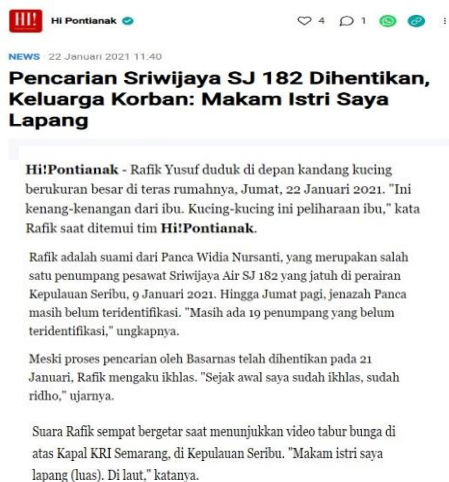 HI!
Hi Pontianak
4
1
NEWS · 22 Januari 2021 11:40
Pencarian Sriwijaya SJ 182 Dihentikan,
Keluarga Korban: Makam Istri Saya
Lapang
Hi!Pontianak - Rafik Yusuf duduk di depan kandang kucing
berukuran besar di teras rumahnya, Jumat, 22 Januari 2021. "Ini
kenang-kenangan dari ibu. Kucing-kucing ini peliharaan ibu," kata
Rafik saat ditemui tim Hi!Pontianak.
Rafik adalah suami dari Panca Widia Nursanti, yang merupakan salah
satu penumpang pesawat Sriwijaya Air SJ 182 yang jatuh di perairan
Kepulauan Seribu, 9 Januari 2021. Hingga Jumat pagi, jenazah Panca
masih belum teridentifikasi. "Masih ada 19 penumpang yang belum
teridentifikasi," ungkapnya.
Meski proses pencarian oleh Basarnas telah dihentikan pada 21
Januari, Rafik mengaku ikhlas. "Sejak awal saya sudah ikhlas, sudah
ridho," ujarnya.
Suara Rafik sempat bergetar saat menunjukkan video tabur bunga di
atas Kapal KRI Semarang, di Kepulauan Seribu. "Makam istri saya
lapang (luas). Di laut," katanya.